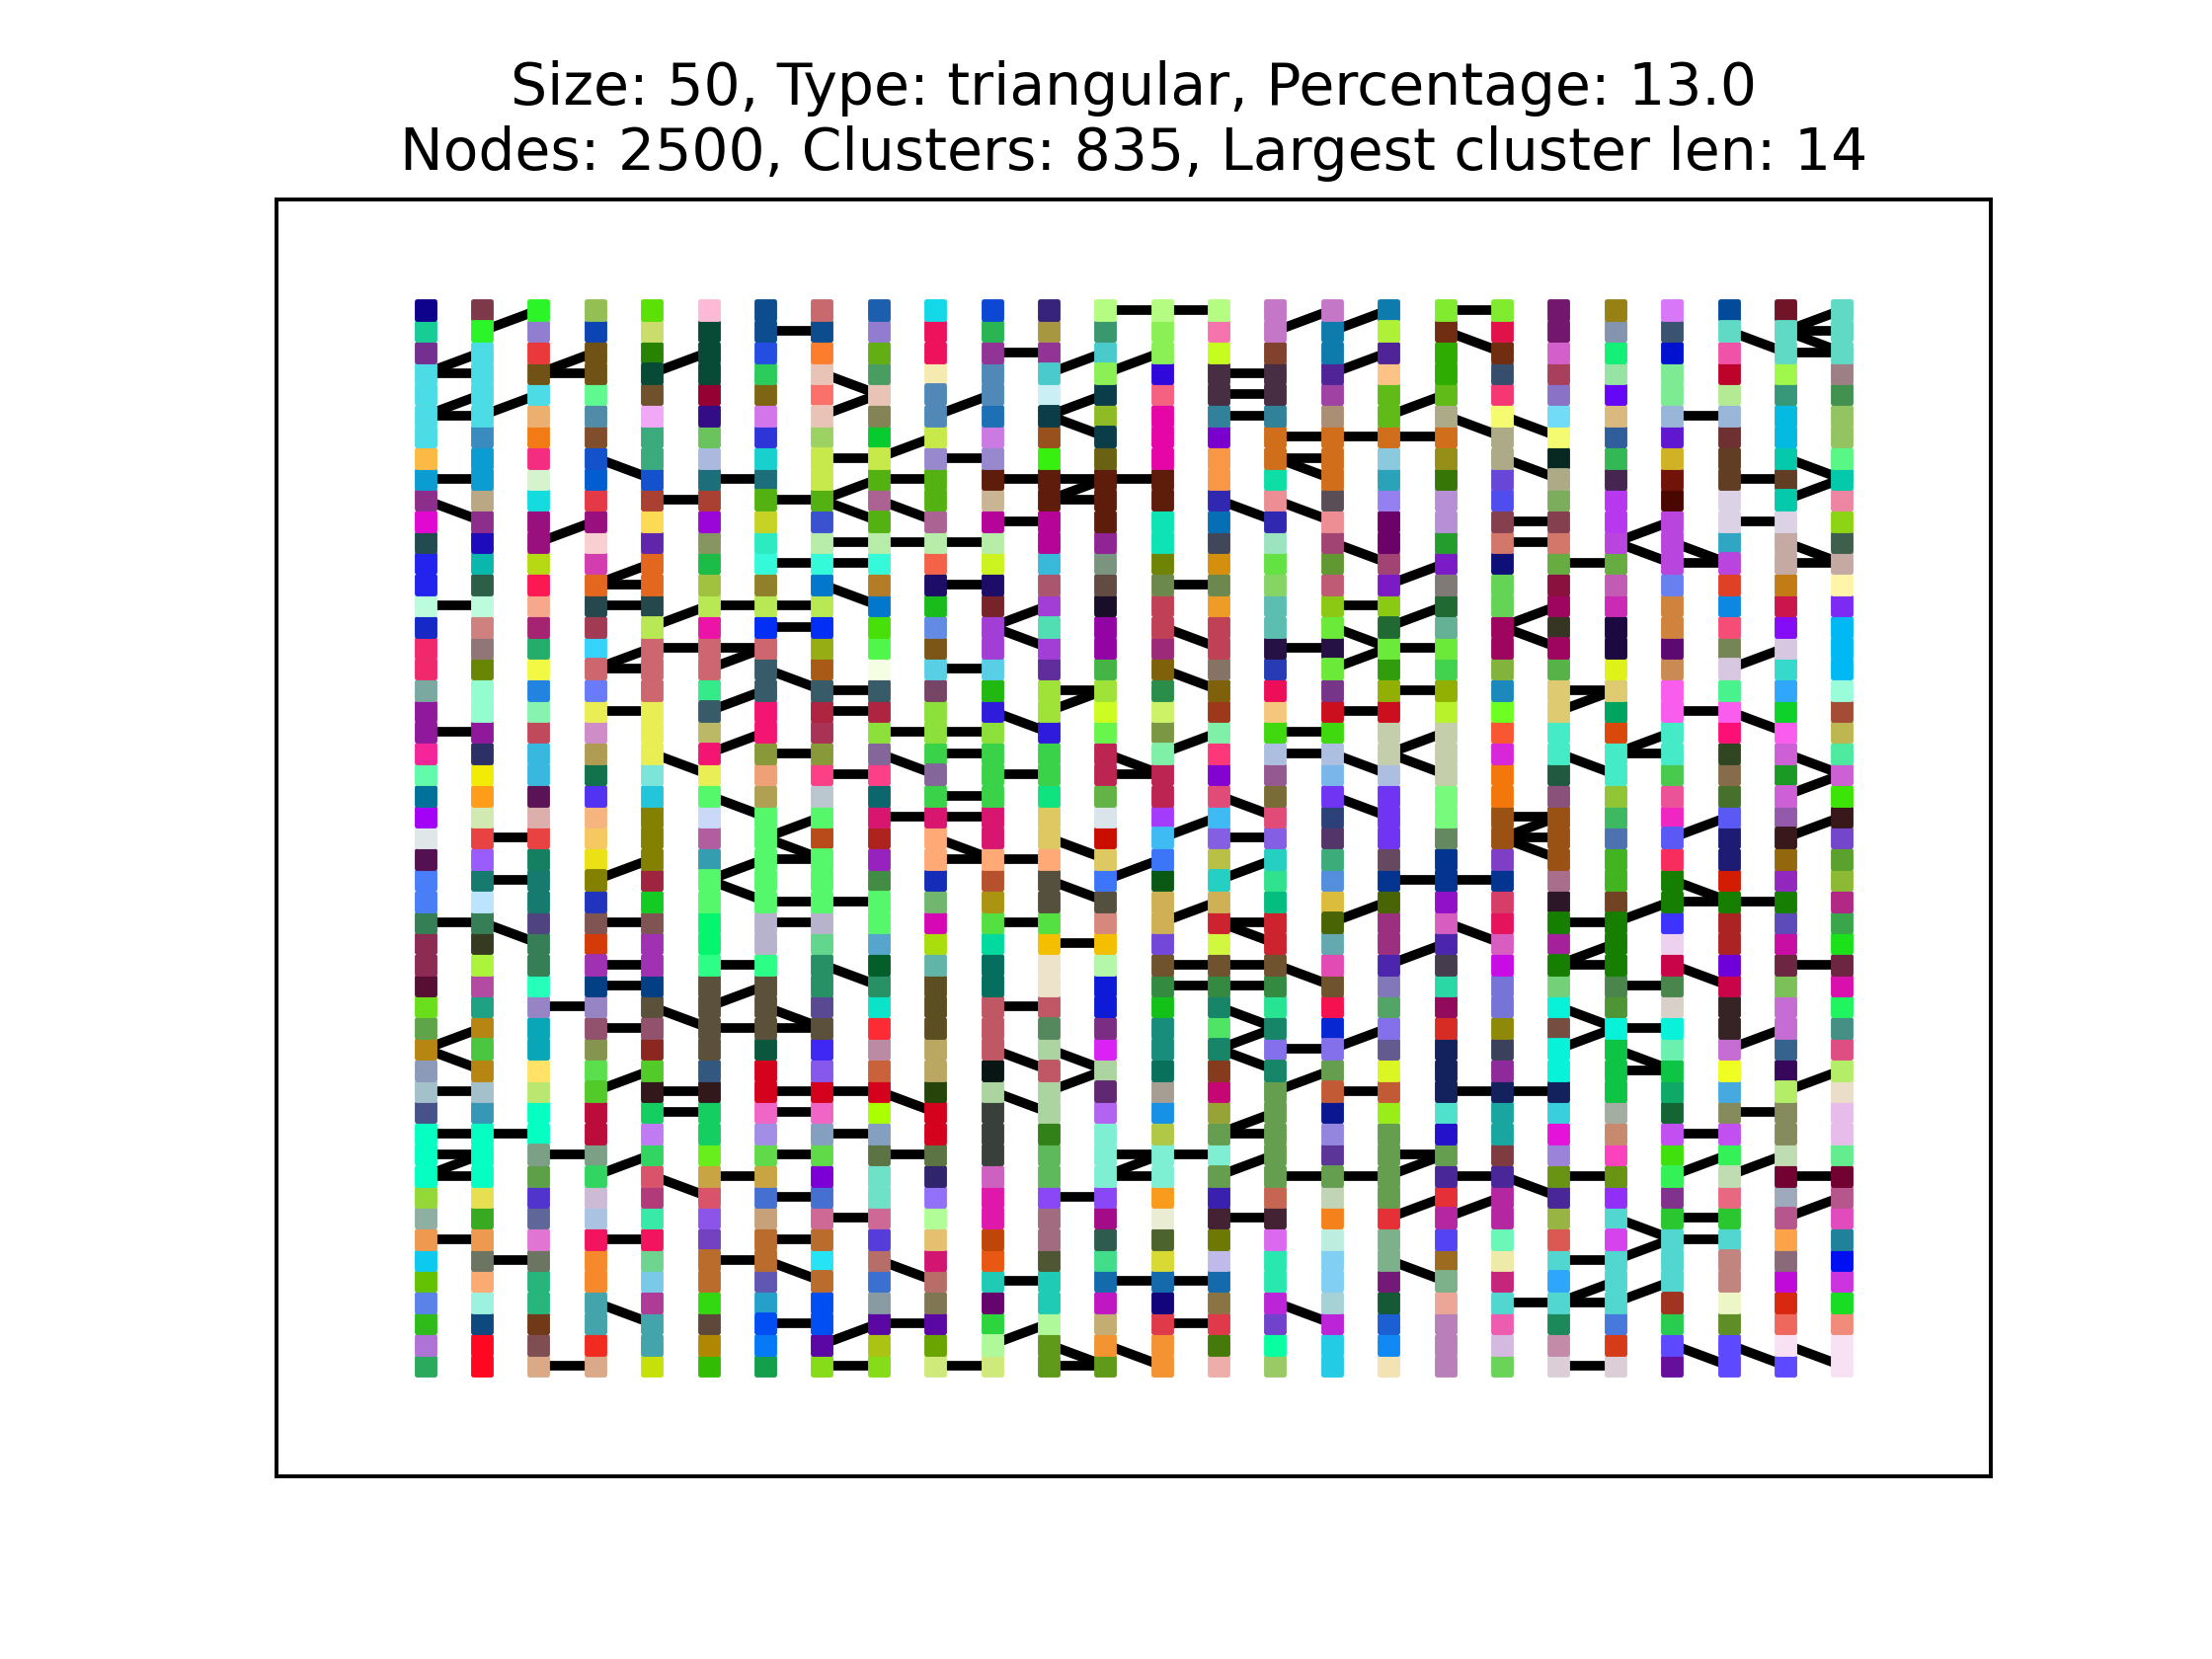 Size: 50, Type: triangular, Percentage: 13.0
Nodes: 2500, Clusters: 835, Largest cluster len: 14